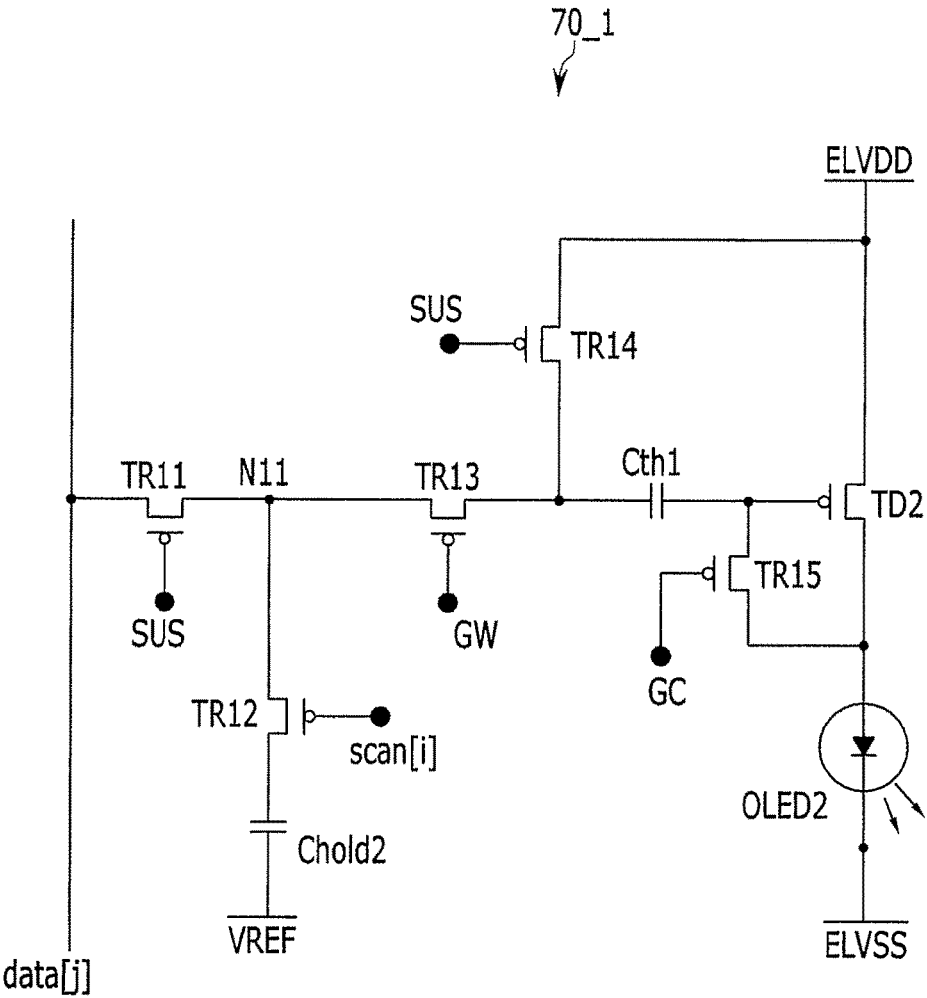 70_1
ELVDD
SUS
TR14
TR11
N11
TR13
Cth1
TD2
TR15
SUS
GW
GC
TR12
scan[i]
OLED2
Chold2
VREF
ELVSS
data[j]